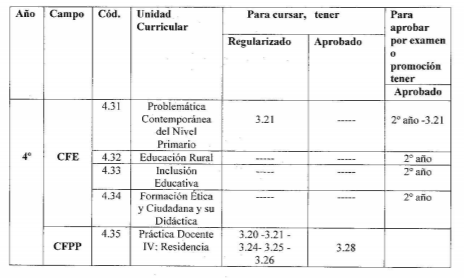 Año Campo Cód. Unidad Curricular Para cursar, tener Para aprobar por examen o promoción tener
Regularizado Aprobado Aprobado
4º CFE 4.31 Problemática Contemporánea del Nivel Primario 3.21 ----- 2º año -3.21
4.32 Educación Rural ----- ----- 2º año
4.33 Inclusión Educativa ----- ----- 2º año
4.34 Formación Ética y Ciudadana y su Didáctica ----- ----- 2º año
CFPP 4.35 Práctica Docente IV: Residencia 3.20 -3.21 - 3.24- 3.25 - 3.26 3.28